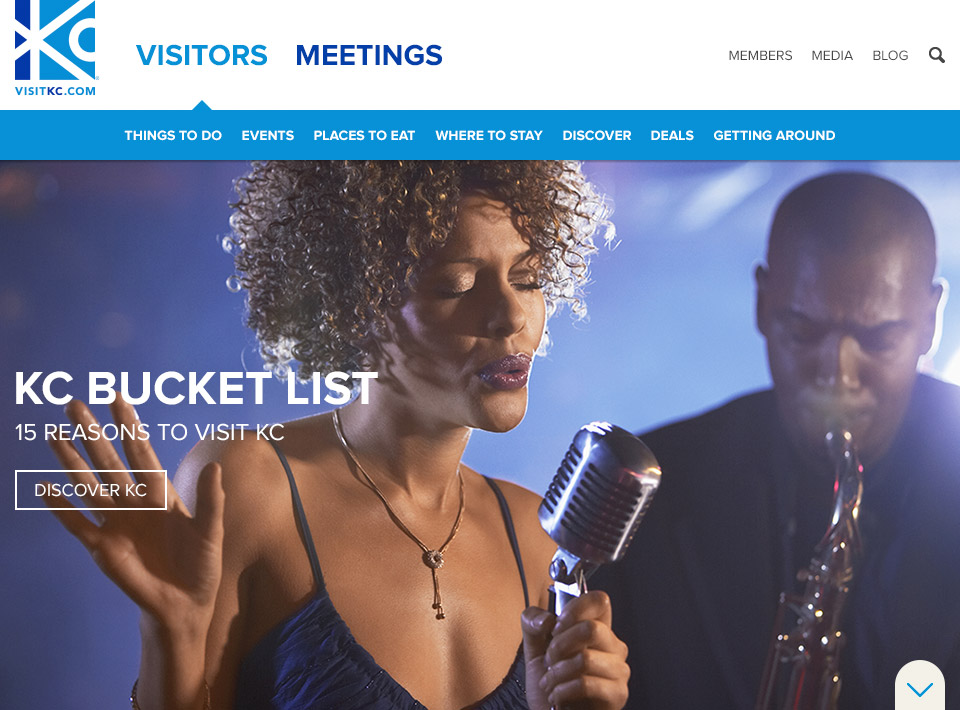 KC
VISITKC.COM
VISITORS MEETINGS
MEMBERS MEDIA BLOG
THINGS TO DO EVENTS PLACES TO EAT WHERE TO STAY DISCOVER DEALS GETTING AROUND
KC BUCKET LIST
15 REASONS TO VISIT KC
DISCOVER KC